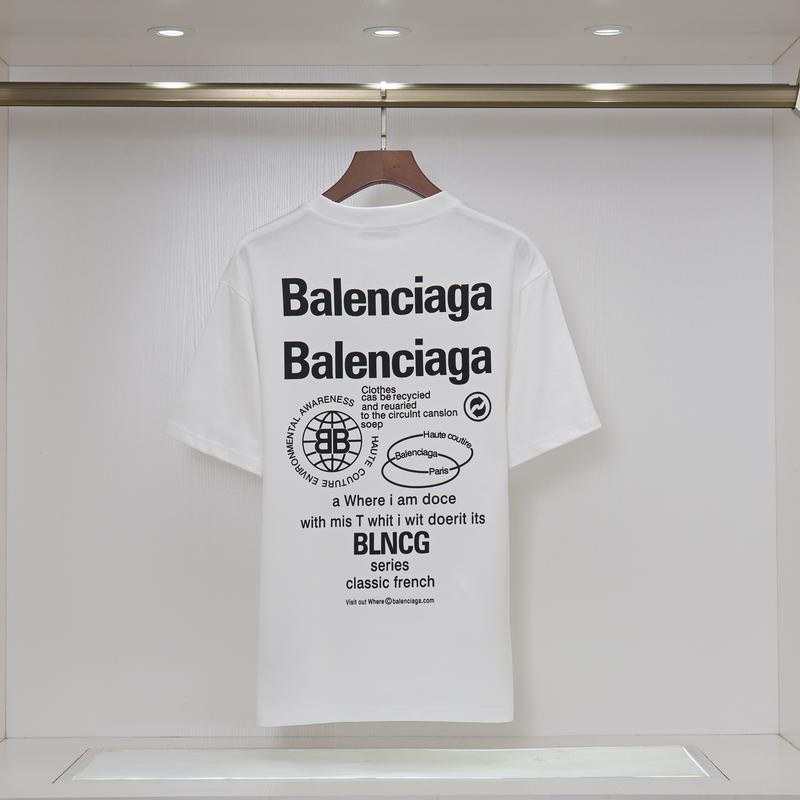 Balenciaga
Balenciaga
Clothes
cas be recycied
and reuaried
to the circulnt canslon
soep
ENVIRONMENTAL AWARENESS
HAUTE COUTURE
BB
Haute coutire
Balenciaga
Paris
a Where i am doce
with mis T whit i wit doerit its
BLNCG
series
classic french
Visit out Where©balenciaga.com